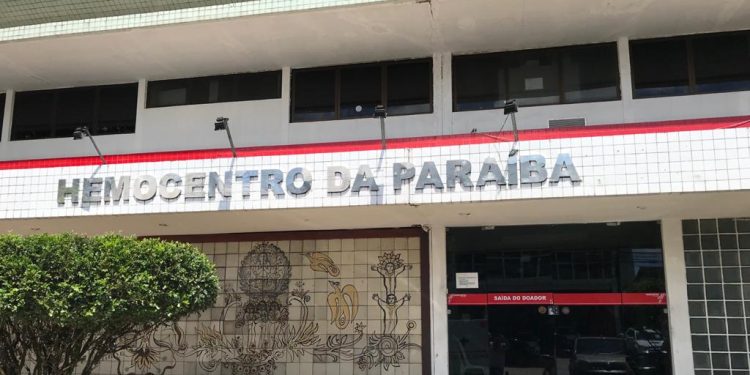 HEMOCENTRO DA PARAÍBA
SAÍDA DO DOADOR